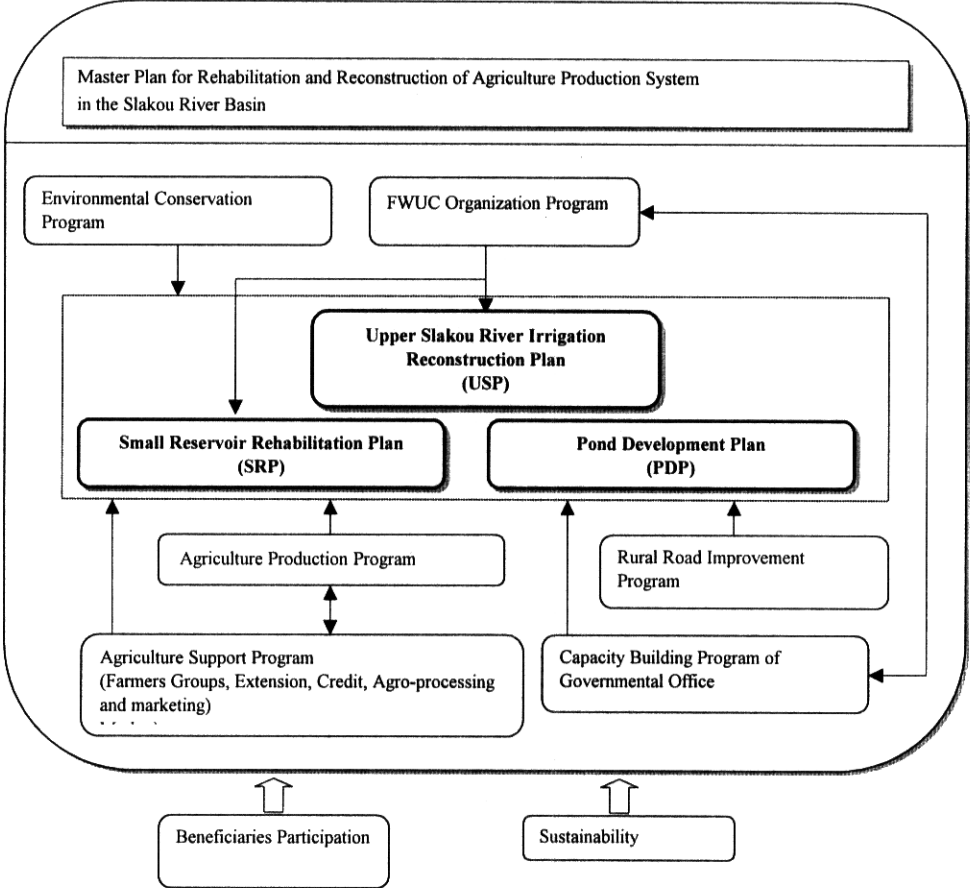 Master Plan for Rehabilitation and Reconstruction of Agriculture Production System
in the Slakou River Basin
Environmental Conservation
Program
FWUC Organization Program
Upper Slakou River Irrigation
Reconstruction Plan
(USP)
Small Reservoir Rehabilitation Plan
(SRP)
Pond Development Plan
(PDP)
Agriculture Production Program
Rural Road Improvement
Program
Agriculture Support Program
(Farmers Groups, Extension, Credit, Agro-processing
and marketing)
Capacity Building Program of
Governmental Office
Beneficiaries Participation
Sustainability